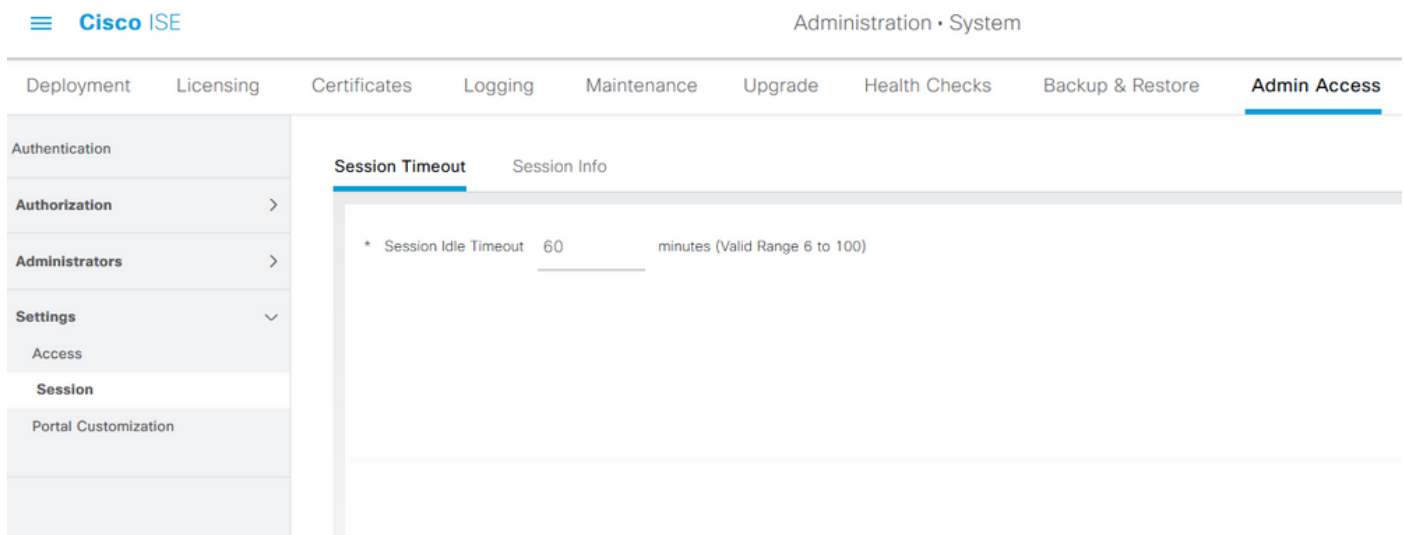 Cisco ISE
Administration · System
Deployment Licensing Certificates Logging Maintenance Upgrade Health Checks Backup & Restore Admin Access
Authentication
Authorization
Administrators
Settings
Access
Session
Portal Customization
Session Timeout Session Info
* Session Idle Timeout 60 minutes (Valid Range 6 to 100)